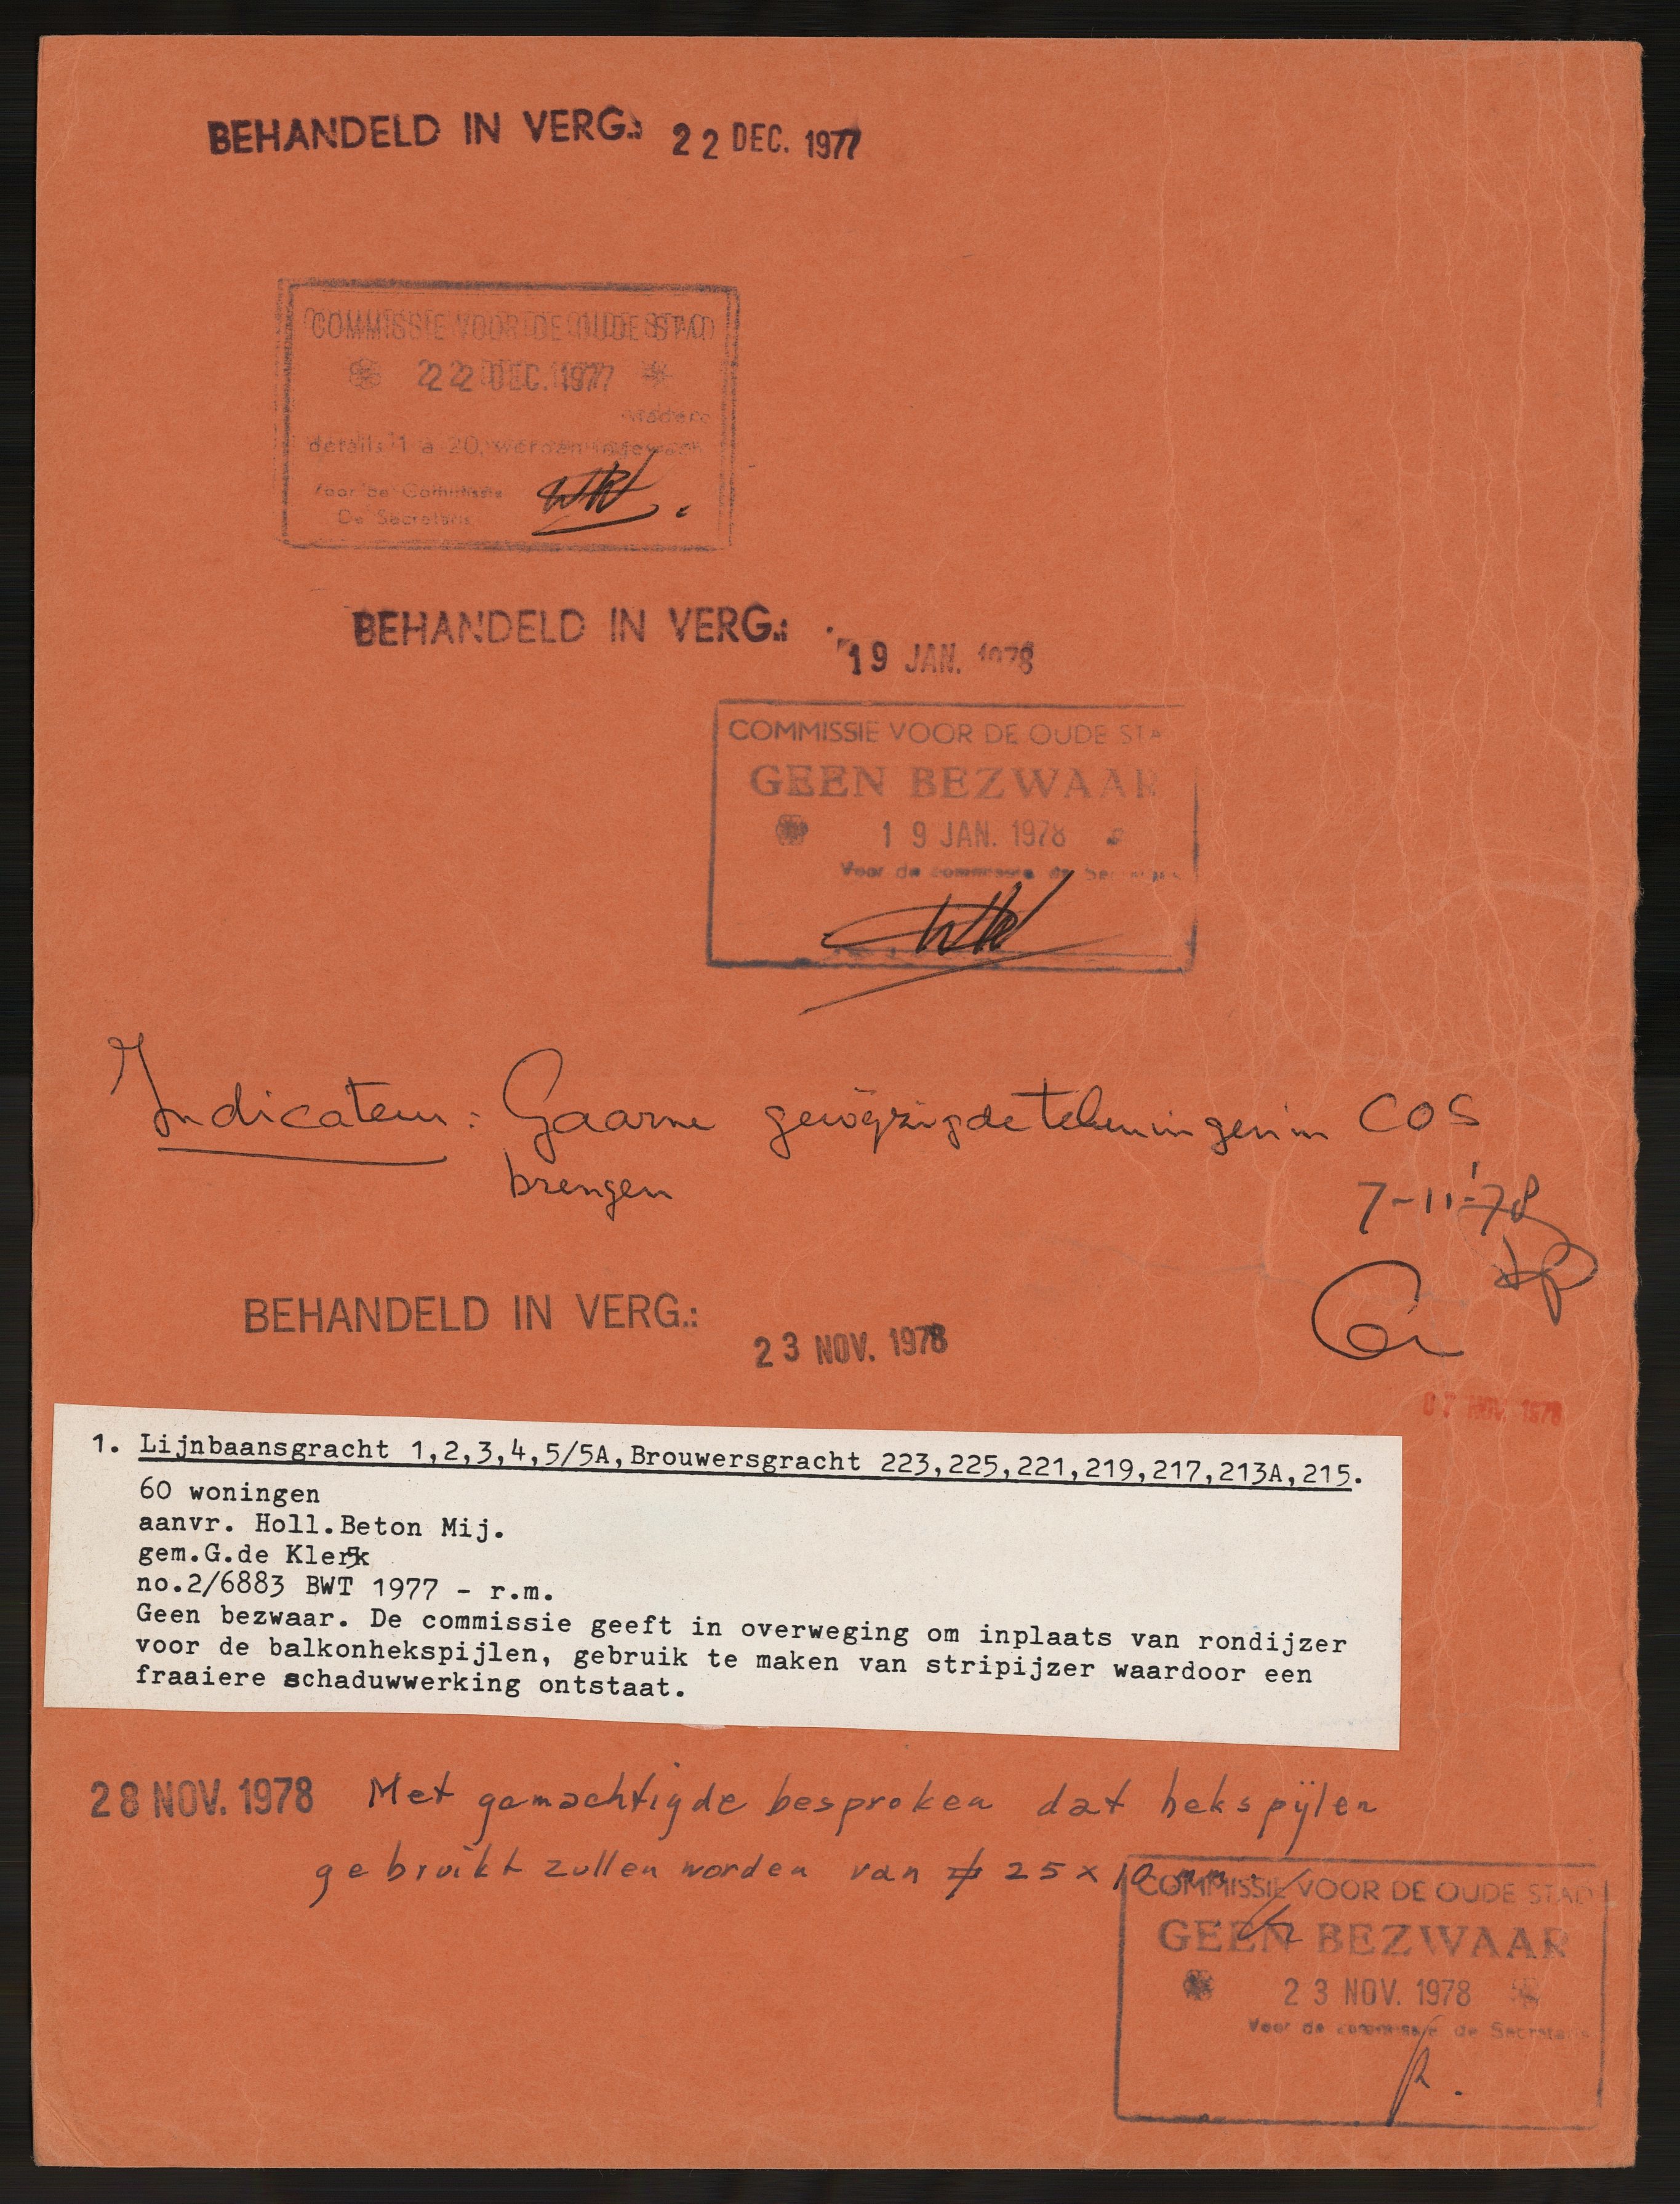 BEHANDELD IN VERG.: 22 DEC. 1977
COMMISSIE VOOR DE OUDE STAD
22 DEC. 1977
details 1 a 20, werden
Voor de Commissie
De Secretaris
BEHANDELD IN VERG.: 19 JAN. 1978
COMMISSIE VOOR DE OUDE STA
GEEN BEZWAAR
19 JAN. 1978
Voor de commissie de Secretaris
Indicateur: Gaarne gewijzigde tekeningen in COS
brengen
7-11-'78
BEHANDELD IN VERG.: 23 NOV. 1978
07 NOV. 1978
1. Lijnbaansgracht 1,2,3,4,5/5A,Brouwersgracht 223,225,221,219,217,213A,215.
60 woningen
aanvr. Holl.Beton Mij.
gem.G.de Klerk
no.2/6883 BWT 1977 - r.m.
Geen bezwaar. De commissie geeft in overweging om inplaats van rondijzer
voor de balkonhekspijlen, gebruik te maken van stripijzer waardoor een
fraaiere schaduwwerking ontstaat.
28 NOV. 1978 Met gemachtigde besproken dat hekspijlen
gebruikt zullen worden van 25 x 10 mm.
COMMISSIE VOOR DE OUDE STAD
GEEN BEZWAAR
23 NOV. 1978
Voor de commissie de Secretaris